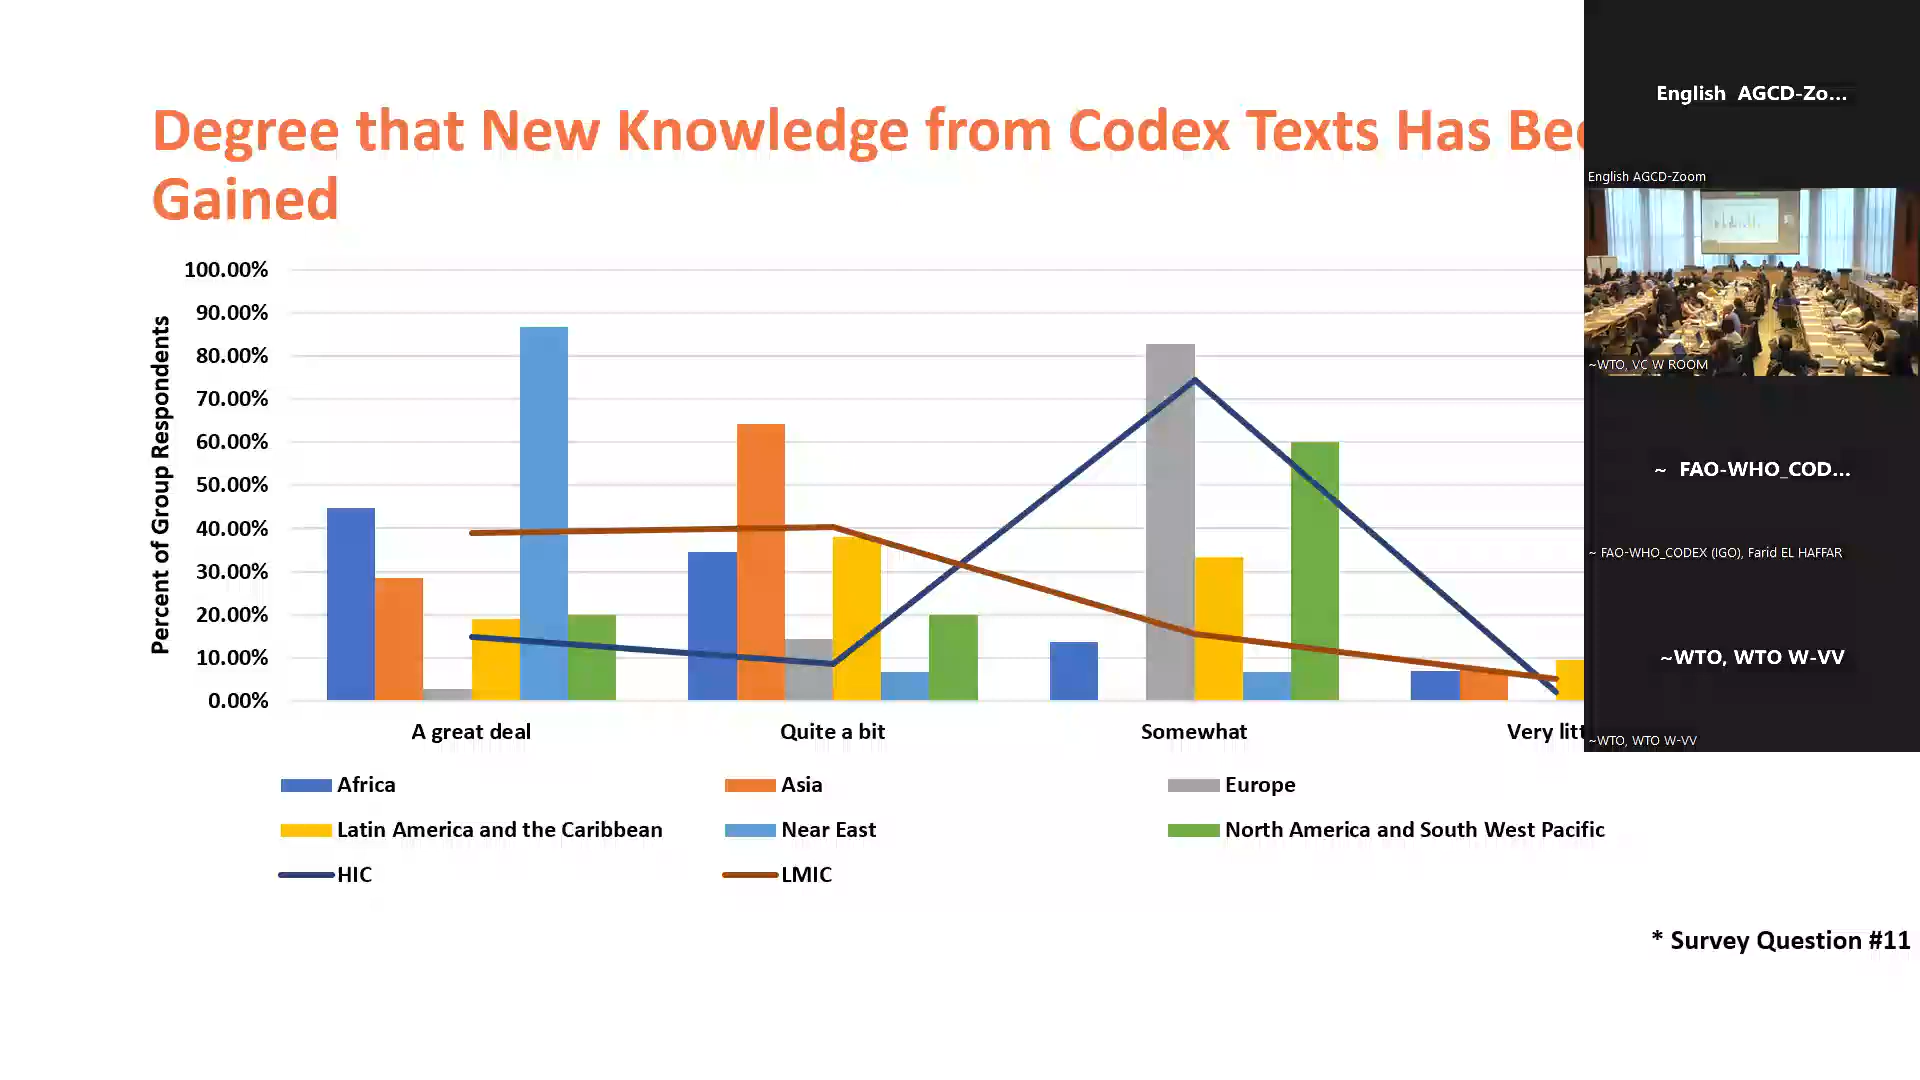 Degree that New Knowledge from Codex Texts Has Bee
Gained
Percent of Group Respondents
100.00%
90.00%
80.00%
70.00%
60.00%
50.00%
40.00%
30.00%
20.00%
10.00%
0.00%
A great deal
Quite a bit
Somewhat
Very litt
Africa
Asia
Europe
Latin America and the Caribbean
Near East
North America and South West Pacific
HIC
LMIC
* Survey Question #11
English AGCD-Zo...
English AGCD-Zoom
~WTO, VC W ROOM
~ FAO-WHO_COD...
~ FAO-WHO_CODEX (IGO), Farid EL HAFFAR
~WTO, WTO W-VV
~WTO, WTO W-VV